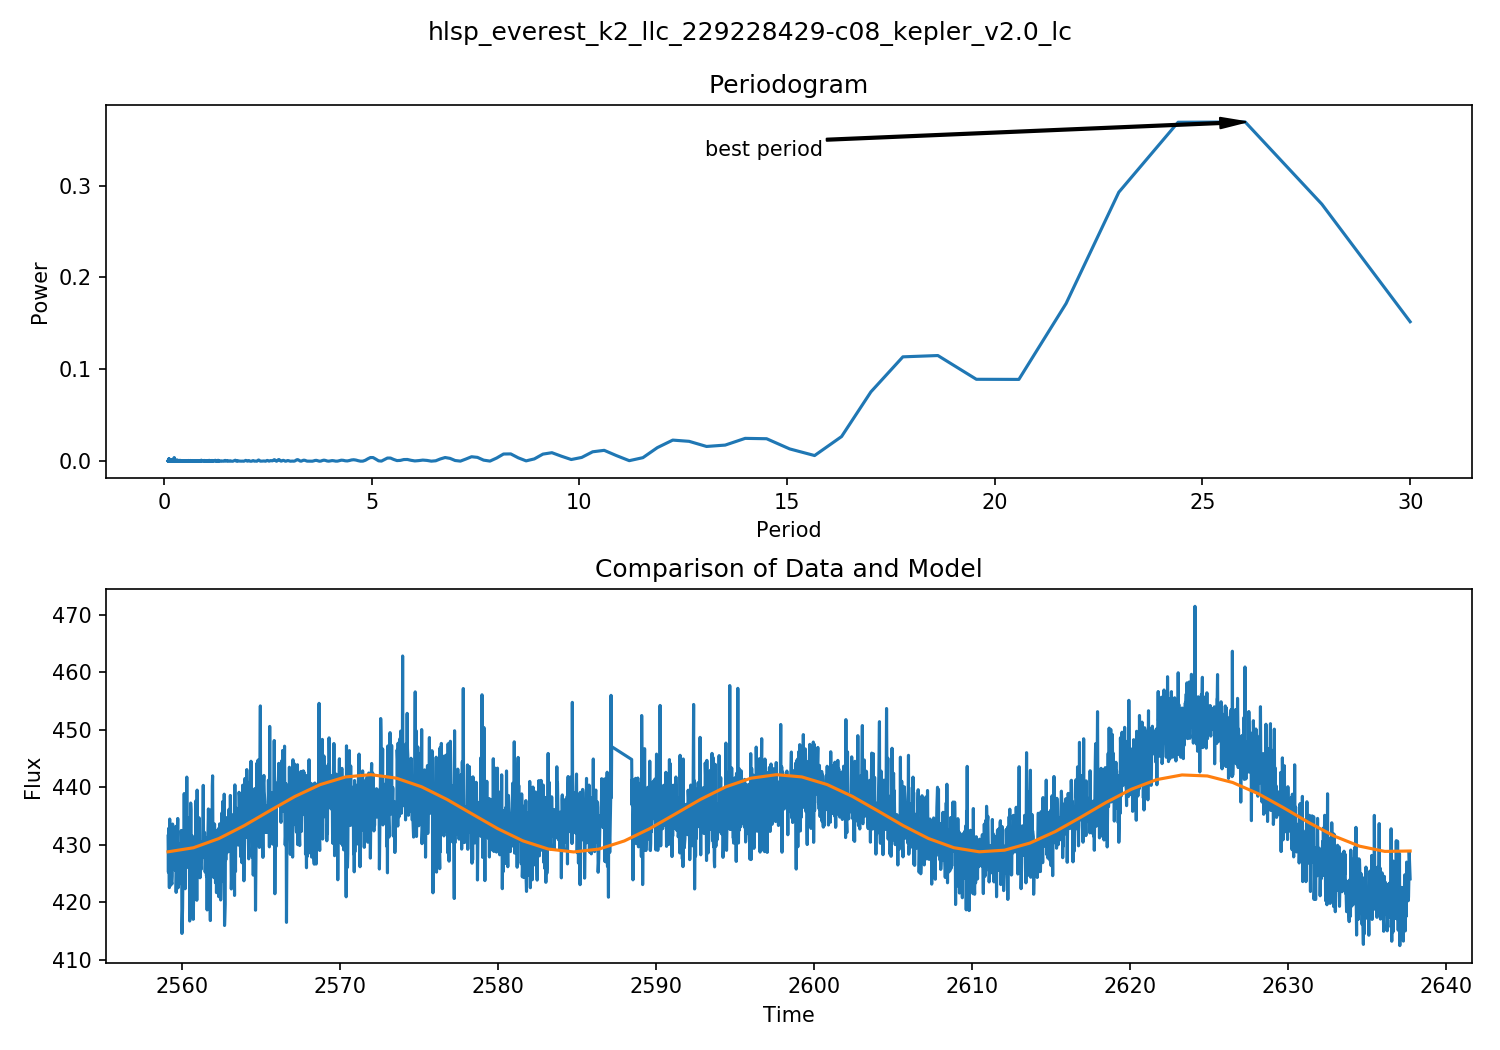 hlsp_everest_k2_llc_229228429-c08_kepler_v2.0_lc
Periodogram
best period
Power
0.3
0.2
0.1
0.0
0 5 10 15 20 25 30
Period
Comparison of Data and Model
Flux
470
460
450
440
430
420
410
2560 2570 2580 2590 2600 2610 2620 2630 2640
Time